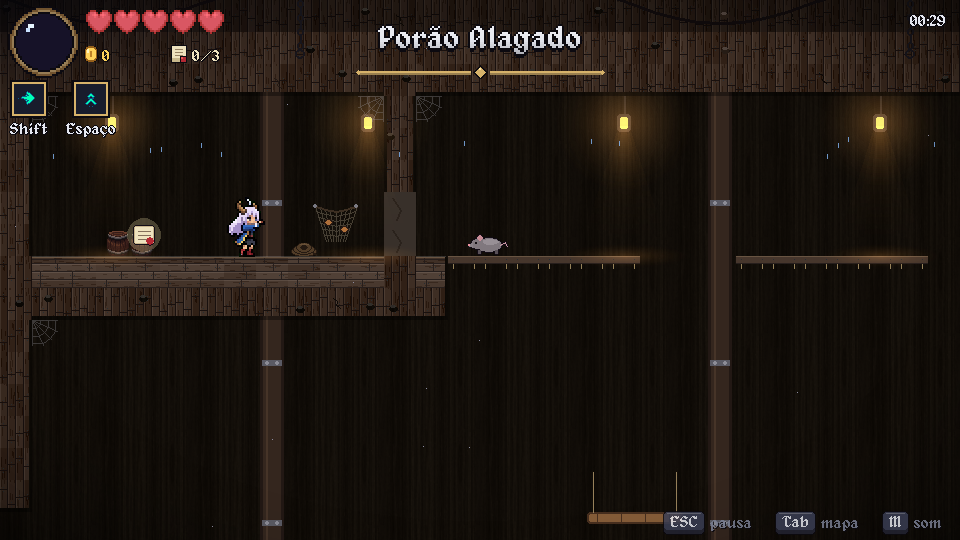 Porão Alagado
00:29
0
0/3
Shift
Espaço
ESC pausa
Tab mapa
M som